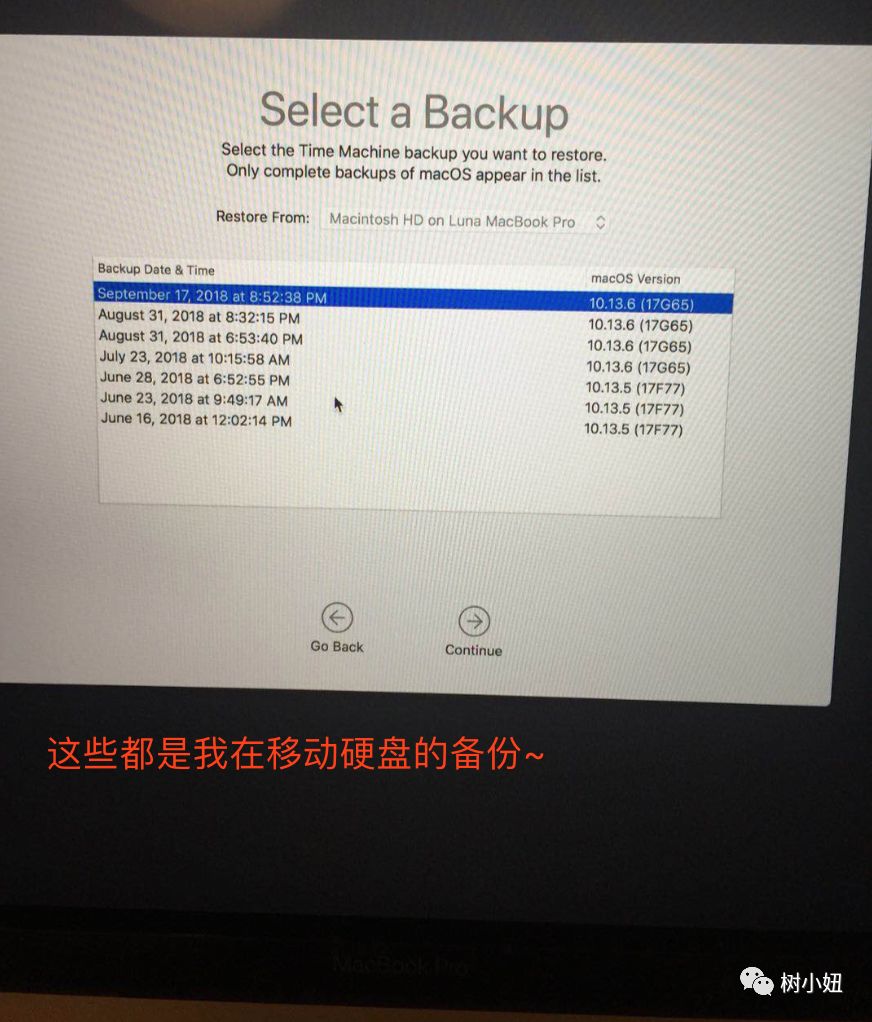 Select a Backup
Select the Time Machine backup you want to restore.
Only complete backups of macOS appear in the list.
Restore From: Macintosh HD on Luna MacBook Pro
Backup Date & Time macOS Version
September 17, 2018 at 8:52:38 PM 10.13.6 (17G65)
August 31, 2018 at 8:32:15 PM 10.13.6 (17G65)
August 31, 2018 at 6:53:40 PM 10.13.6 (17G65)
July 23, 2018 at 10:15:58 AM 10.13.6 (17G65)
June 28, 2018 at 6:52:55 PM 10.13.5 (17F77)
June 23, 2018 at 9:49:17 AM 10.13.5 (17F77)
June 16, 2018 at 12:02:14 PM 10.13.5 (17F77)
Go Back Continue
这些都是我在移动硬盘的备份~
MacBook Pro
树小妞